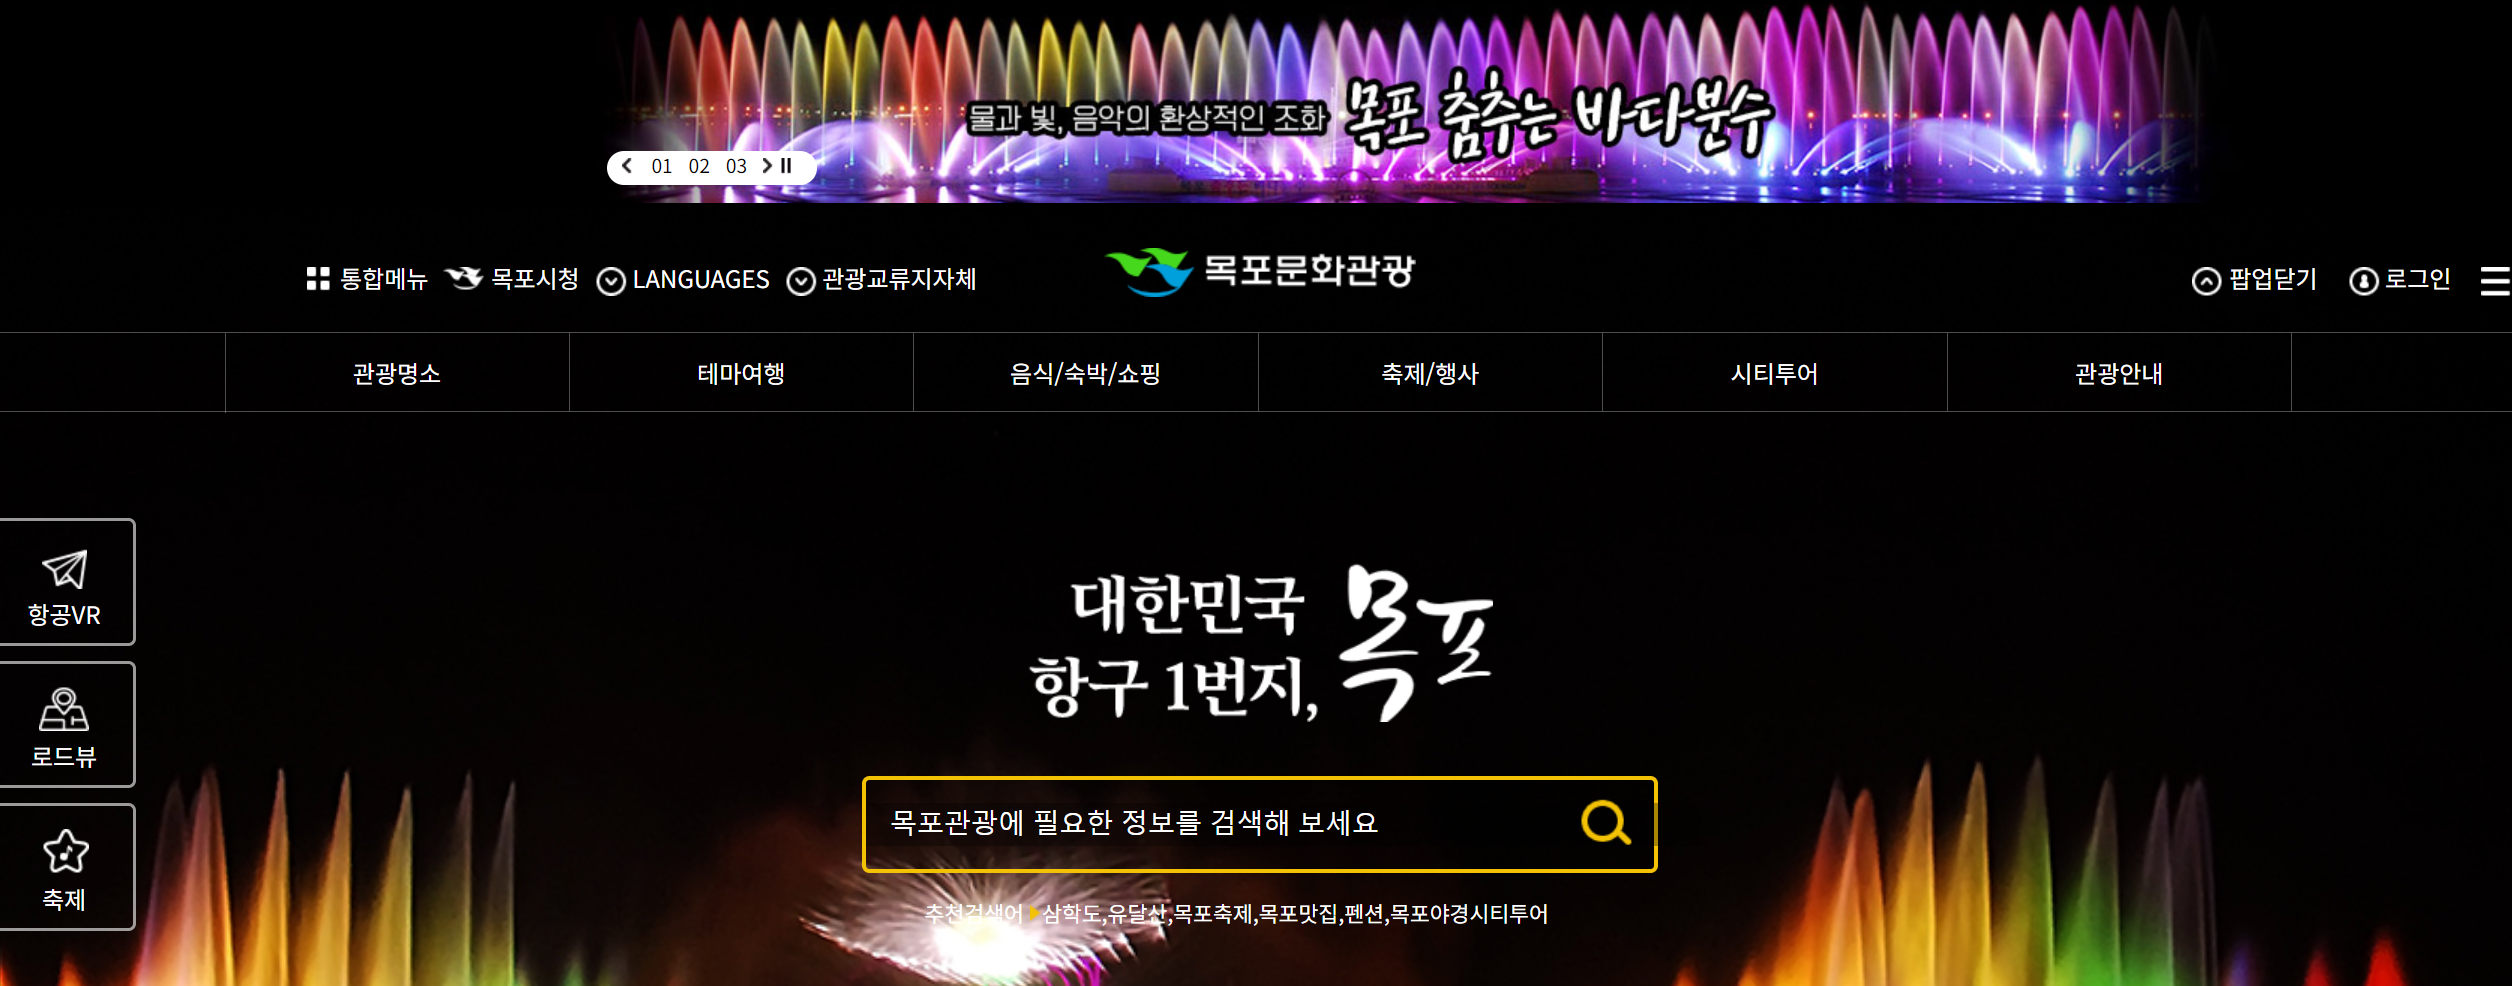 물과 빛, 음악의 환상적인 조화 목포 춤추는 바다분수
01 02 03
통합메뉴 목포시청 LANGUAGES 관광교류지자체 목포문화관광 팝업닫기 로그인
관광명소 테마여행 음식/숙박/쇼핑 축제/행사 시티투어 관광안내
항공VR
로드뷰
축제
대한민국
항구 1번지, 목포
목포관광에 필요한 정보를 검색해 보세요
추천검색어 삼학도,유달산,목포축제,목포맛집,펜션,목포야경시티투어